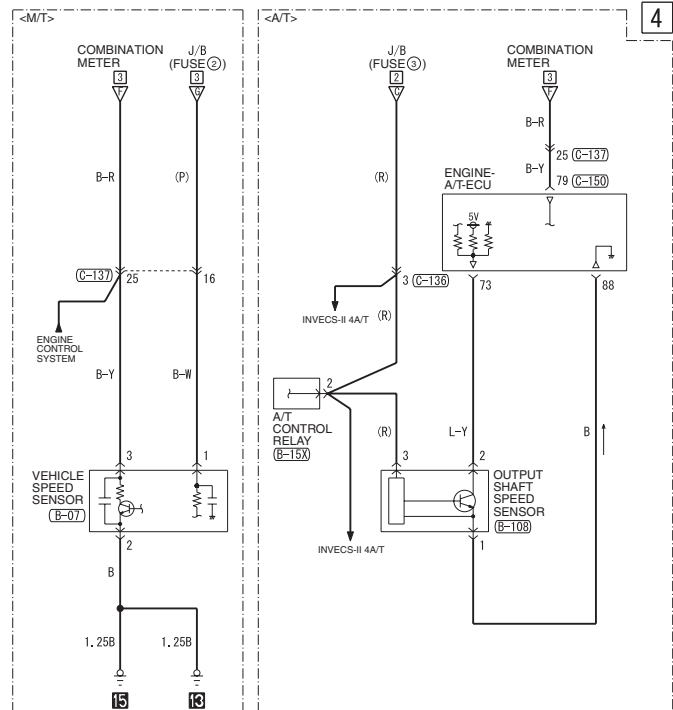 4
<M/T>
COMBINATION
METER
3
F
J/B
(FUSE②)
3
G
B-R
(P)
(C-137)
25
16
ENGINE
CONTROL
SYSTEM
B-Y
B-W
3
1
VEHICLE
SPEED
SENSOR
(B-07)
2
B
1.25B
1.25B
15
13
<A/T>
J/B
(FUSE③)
2
C
COMBINATION
METER
3
F
B-R
25 (C-137)
B-Y
79 (C-150)
ENGINE-
A/T-ECU
5V
(R)
3 (C-136)
73
88
INVECS-II 4A/T
(R)
2
A/T
CONTROL
RELAY
(B-15X)
(R)
L-Y
B
3
2
OUTPUT
SHAFT
SPEED
SENSOR
(B-108)
1
INVECS-II 4A/T